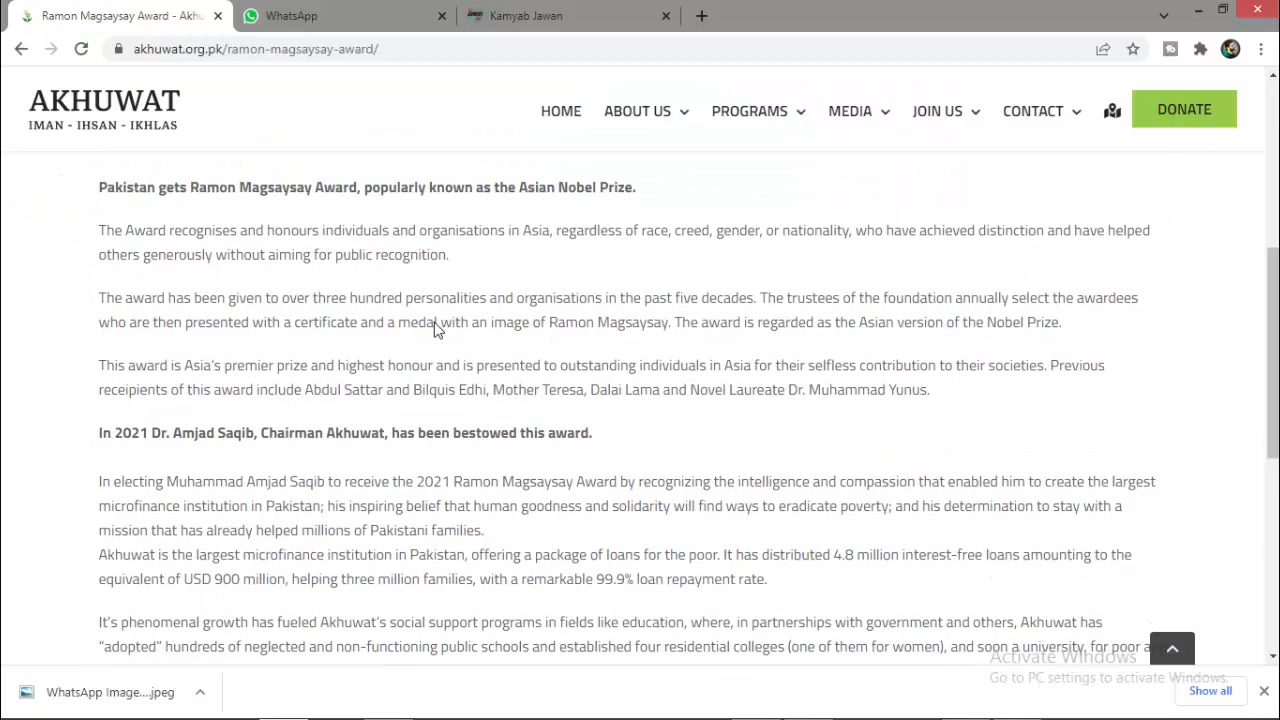 Ramon Magsaysay Award - Akhu
WhatsApp
Kamyab Jawan
akhuwat.org.pk/ramon-magsaysay-award/
AKHUWAT
IMAN - IHSAN - IKHLAS
HOME ABOUT US PROGRAMS MEDIA JOIN US CONTACT DONATE
Pakistan gets Ramon Magsaysay Award, popularly known as the Asian Nobel Prize.
The Award recognises and honours individuals and organisations in Asia, regardless of race, creed, gender, or nationality, who have achieved distinction and have helped
others generously without aiming for public recognition.
The award has been given to over three hundred personalities and organisations in the past five decades. The trustees of the foundation annually select the awardees
who are then presented with a certificate and a medal with an image of Ramon Magsaysay. The award is regarded as the Asian version of the Nobel Prize.
This award is Asia's premier prize and highest honour and is presented to outstanding individuals in Asia for their selfless contribution to their societies. Previous
receipients of this award include Abdul Sattar and Bilquis Edhi, Mother Teresa, Dalai Lama and Novel Laureate Dr. Muhammad Yunus.
In 2021 Dr. Amjad Saqib, Chairman Akhuwat, has been bestowed this award.
In electing Muhammad Amjad Saqib to receive the 2021 Ramon Magsaysay Award by recognizing the intelligence and compassion that enabled him to create the largest
microfinance institution in Pakistan; his inspiring belief that human goodness and solidarity will find ways to eradicate poverty; and his determination to stay with a
mission that has already helped millions of Pakistani families.
Akhuwat is the largest microfinance institution in Pakistan, offering a package of loans for the poor. It has distributed 4.8 million interest-free loans amounting to the
equivalent of USD 900 million, helping three million families, with a remarkable 99.9% loan repayment rate.
It's phenomenal growth has fueled Akhuwat's social support programs in fields like education, where, in partnerships with government and others, Akhuwat has
"adopted" hundreds of neglected and non-functioning public schools and established four residential colleges (one of them for women), and soon a university, for poor
Activate Windows
Go to PC settings to activate Windows.
WhatsApp Image....jpeg
Show all